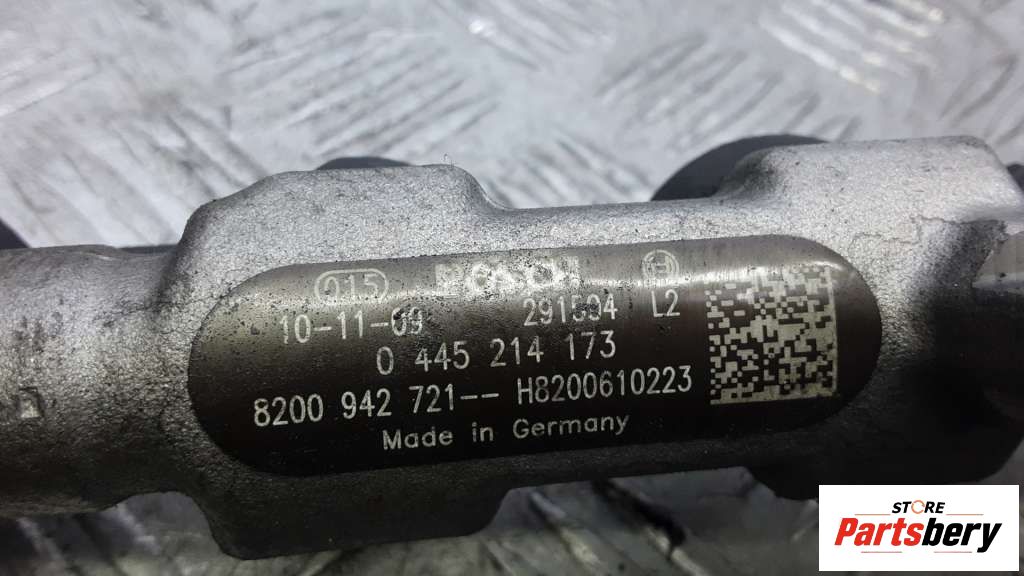 015 BOSCH
10-11-09 291594 L2
0 445 214 173
8200 942 721-- H8200610223
Made in Germany
STORE
Partsbery